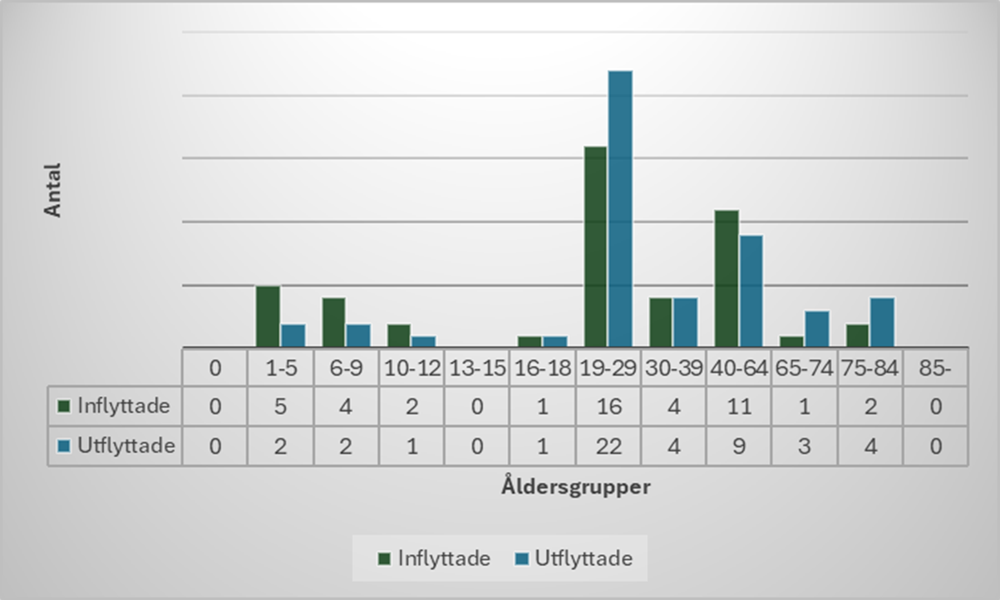 Antal
0 1-5 6-9 10-12 13-15 16-18 19-29 30-39 40-64 65-74 75-84 85-
Inflyttade 0 5 4 2 0 1 16 4 11 1 2 0
Utflyttade 0 2 2 1 0 1 22 4 9 3 4 0
Åldersgrupper
Inflyttade Utflyttade